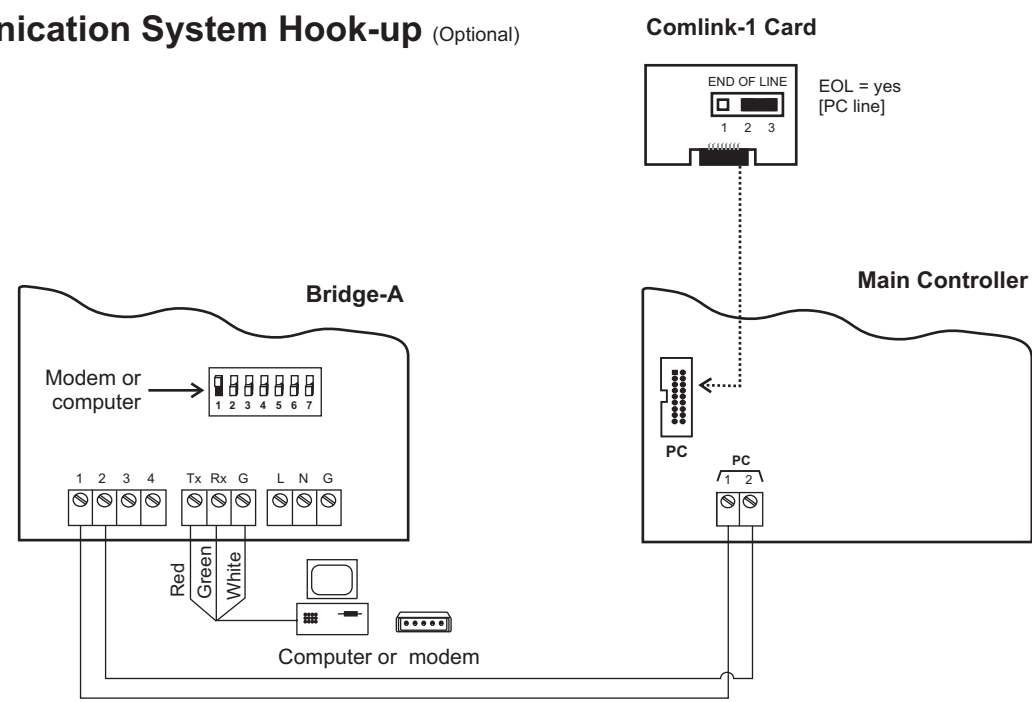 nication System Hook-up (Optional)
Comlink-1 Card
END OF LINE
1 2 3
EOL = yes
[PC line]
Bridge-A
Main Controller
Modem or
computer
1 2 3 4 5 6 7
PC
PC
1 2
1 2 3 4
Tx Rx G
L N G
Red
Green
White
Computer or modem